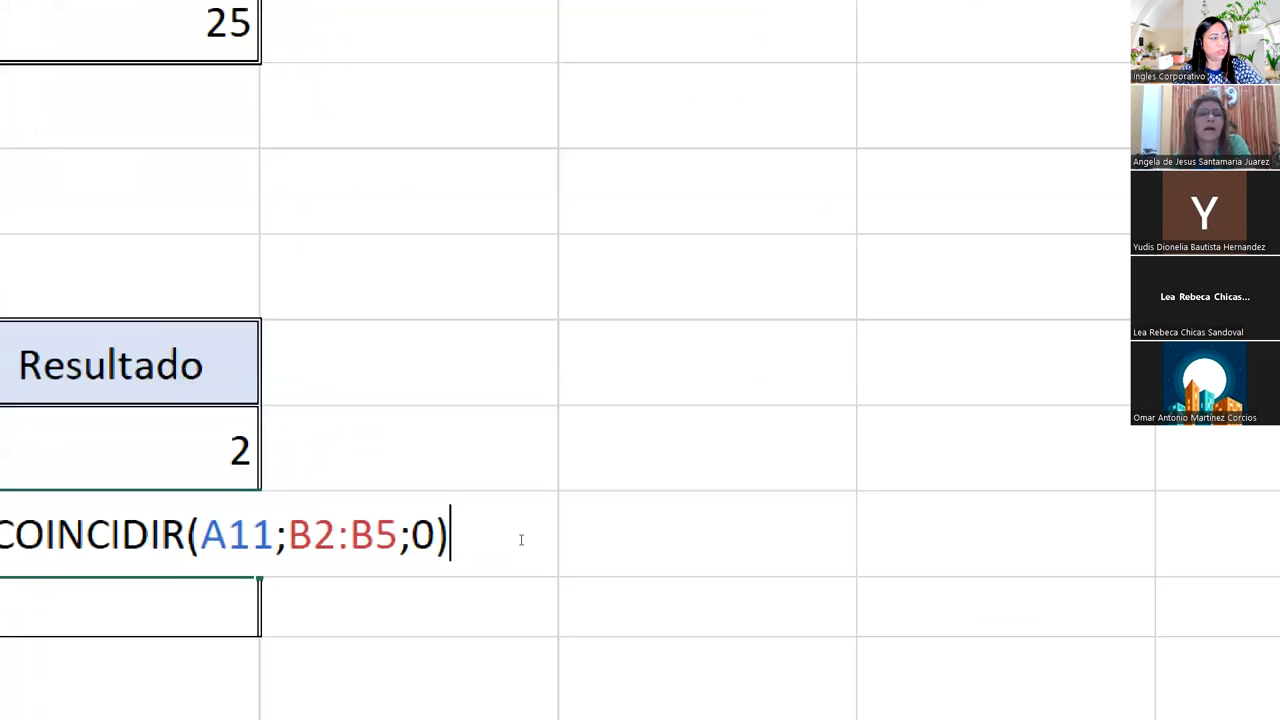 25
Resultado
2
COINCIDIR(A11;B2:B5;0)
Ingles Corporativo
Angela de Jesus Santamaria Juarez
Y
Yudis Dionelia Bautista Hernandez
Lea Rebeca Chicas...
Lea Rebeca Chicas Sandoval
Omar Antonio Martínez Corcios